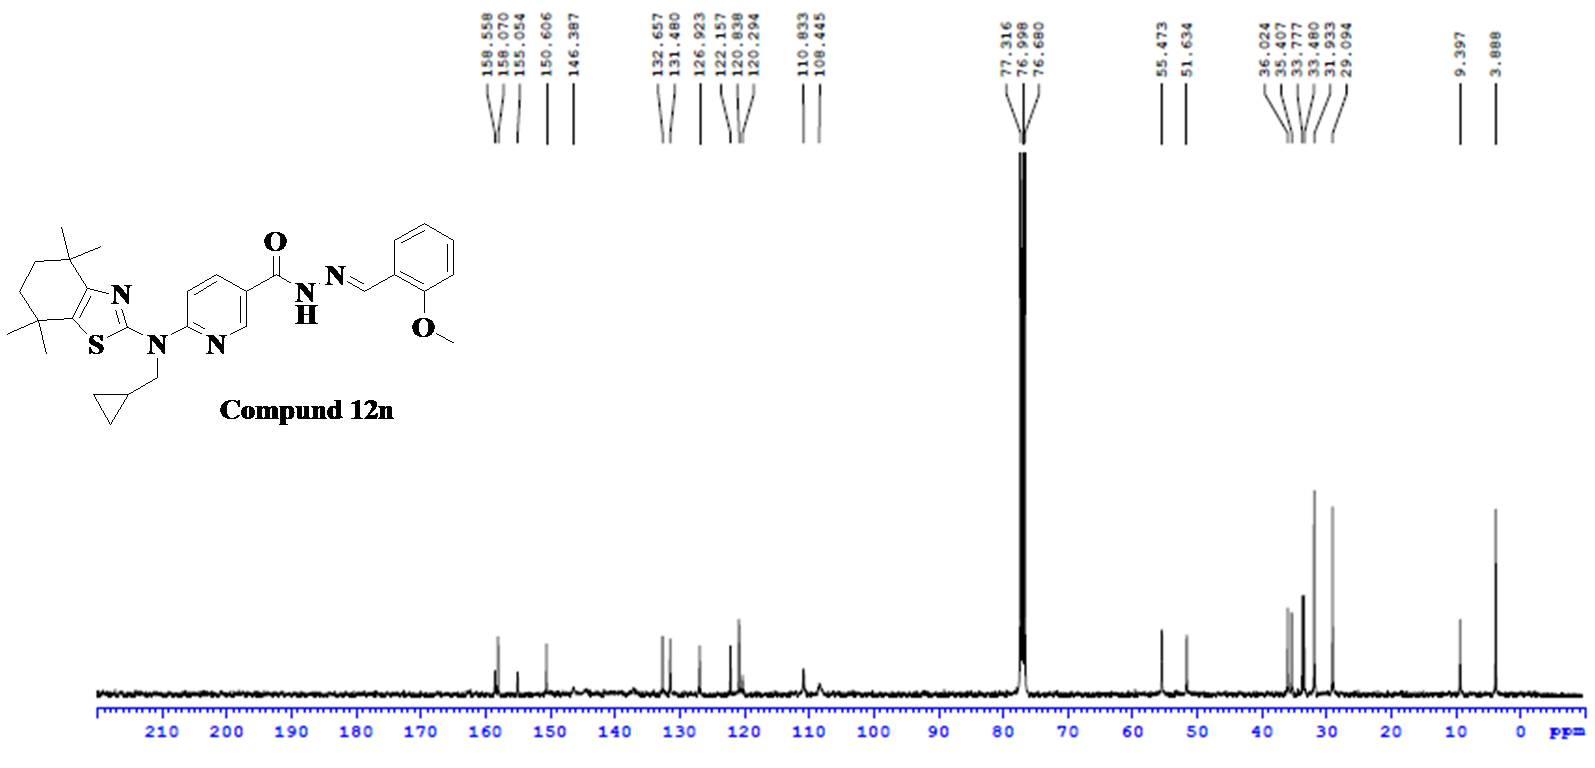 158.558
158.070
155.054
150.606
146.387
132.657
131.480
126.923
122.157
120.838
120.294
110.833
108.445
77.316
76.998
76.680
55.473
51.634
36.024
35.407
33.777
33.480
31.933
29.094
9.397
3.888
O
N
N
N
H
S
N
N
O
Compund 12n
210 200 190 180 170 160 150 140 130 120 110 100 90 80 70 60 50 40 30 20 10 0 ppm